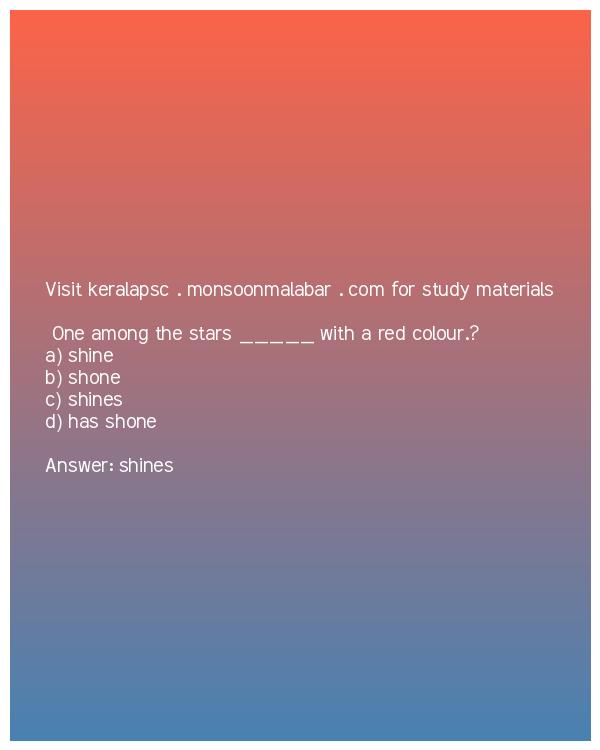 Visit keralapsc . monsoonmalabar . com for study materials
One among the stars _____ with a red colour.?
a) shine
b) shone
c) shines
d) has shone
Answer: shines